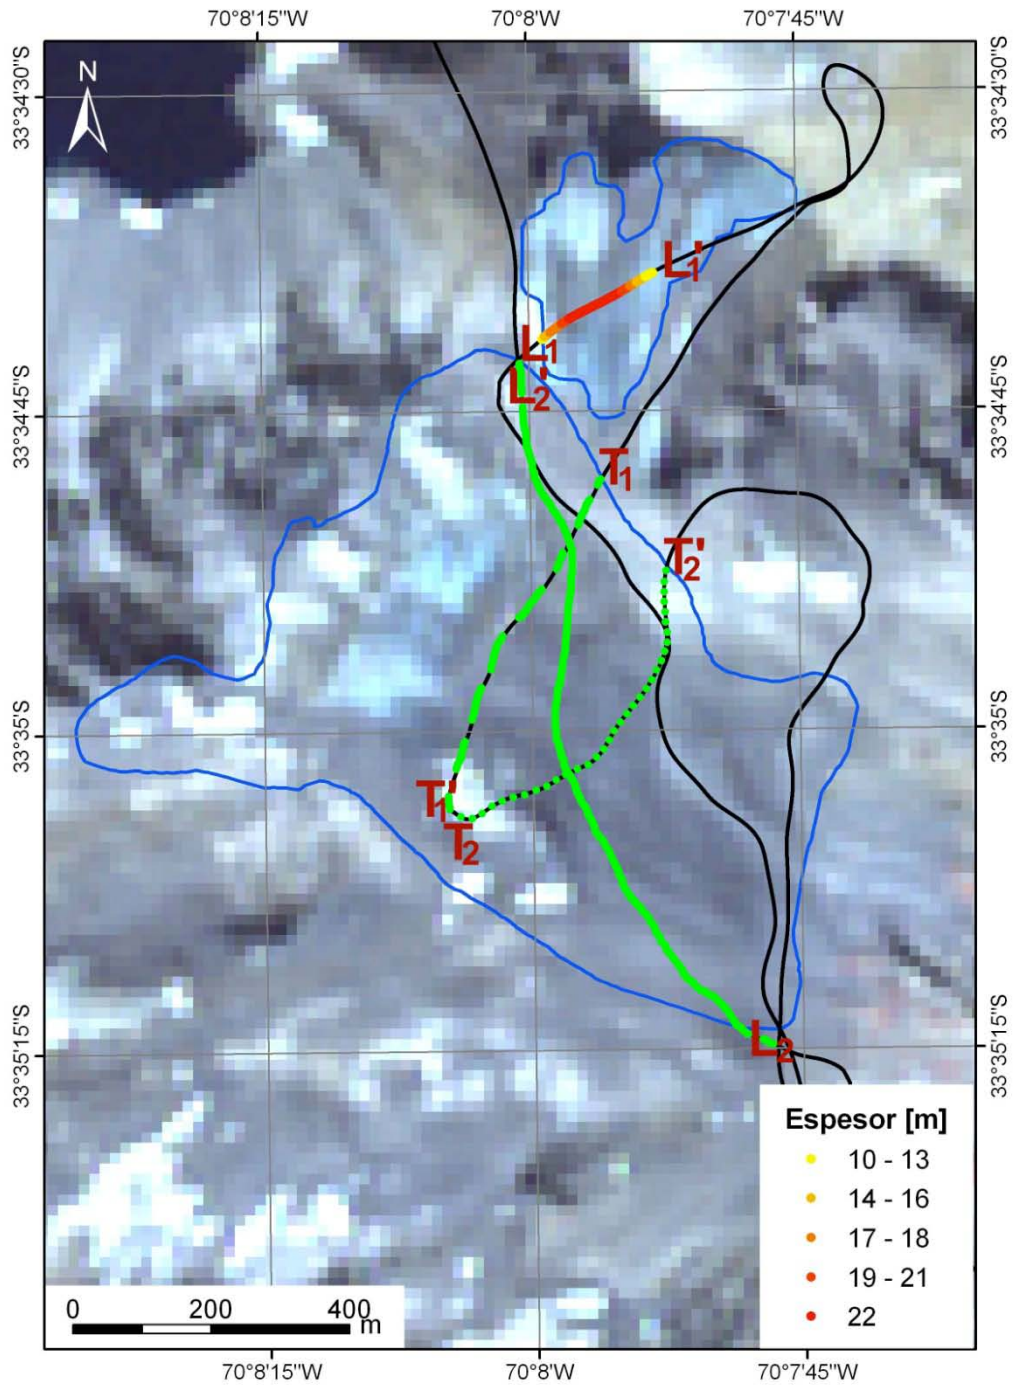 70°8'15"W 70°8'W 70°7'45"W
N
33°34'30"S 33°34'30"S
L1'
L1
L2'
33°34'45"S 33°34'45"S
T1
T2'
33°35'S 33°35'S
T1'
T2
33°35'15"S 33°35'15"S
L2
Espesor [m]
10 - 13
14 - 16
17 - 18
19 - 21
22
0 200 400
m
70°8'15"W 70°8'W 70°7'45"W